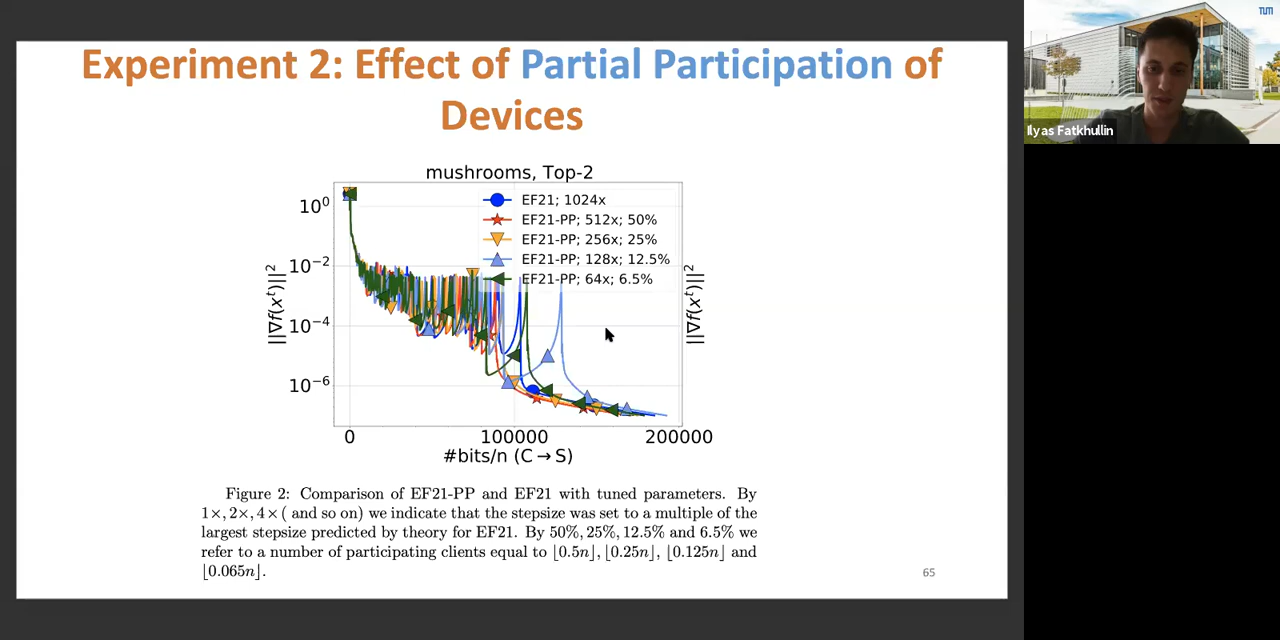 Experiment 2: Effect of Partial Participation of
Devices
mushrooms, Top-2
EF21; 1024x
EF21-PP; 512x; 50%
EF21-PP; 256x; 25%
EF21-PP; 128x; 12.5%
EF21-PP; 64x; 6.5%
10⁰
10⁻²
10⁻⁴
10⁻⁶
||∇f(xᵗ)||²
||∇f(xᵗ)||²
0 100000 200000
#bits/n (C→S)
Figure 2: Comparison of EF21-PP and EF21 with tuned parameters. By
1×, 2×, 4× ( and so on) we indicate that the stepsize was set to a multiple of the
largest stepsize predicted by theory for EF21. By 50%, 25%, 12.5% and 6.5% we
refer to a number of participating clients equal to ⌊0.5n⌋, ⌊0.25n⌋, ⌊0.125n⌋ and
⌊0.065n⌋.
65
TUM
Ilyas Fatkhullin